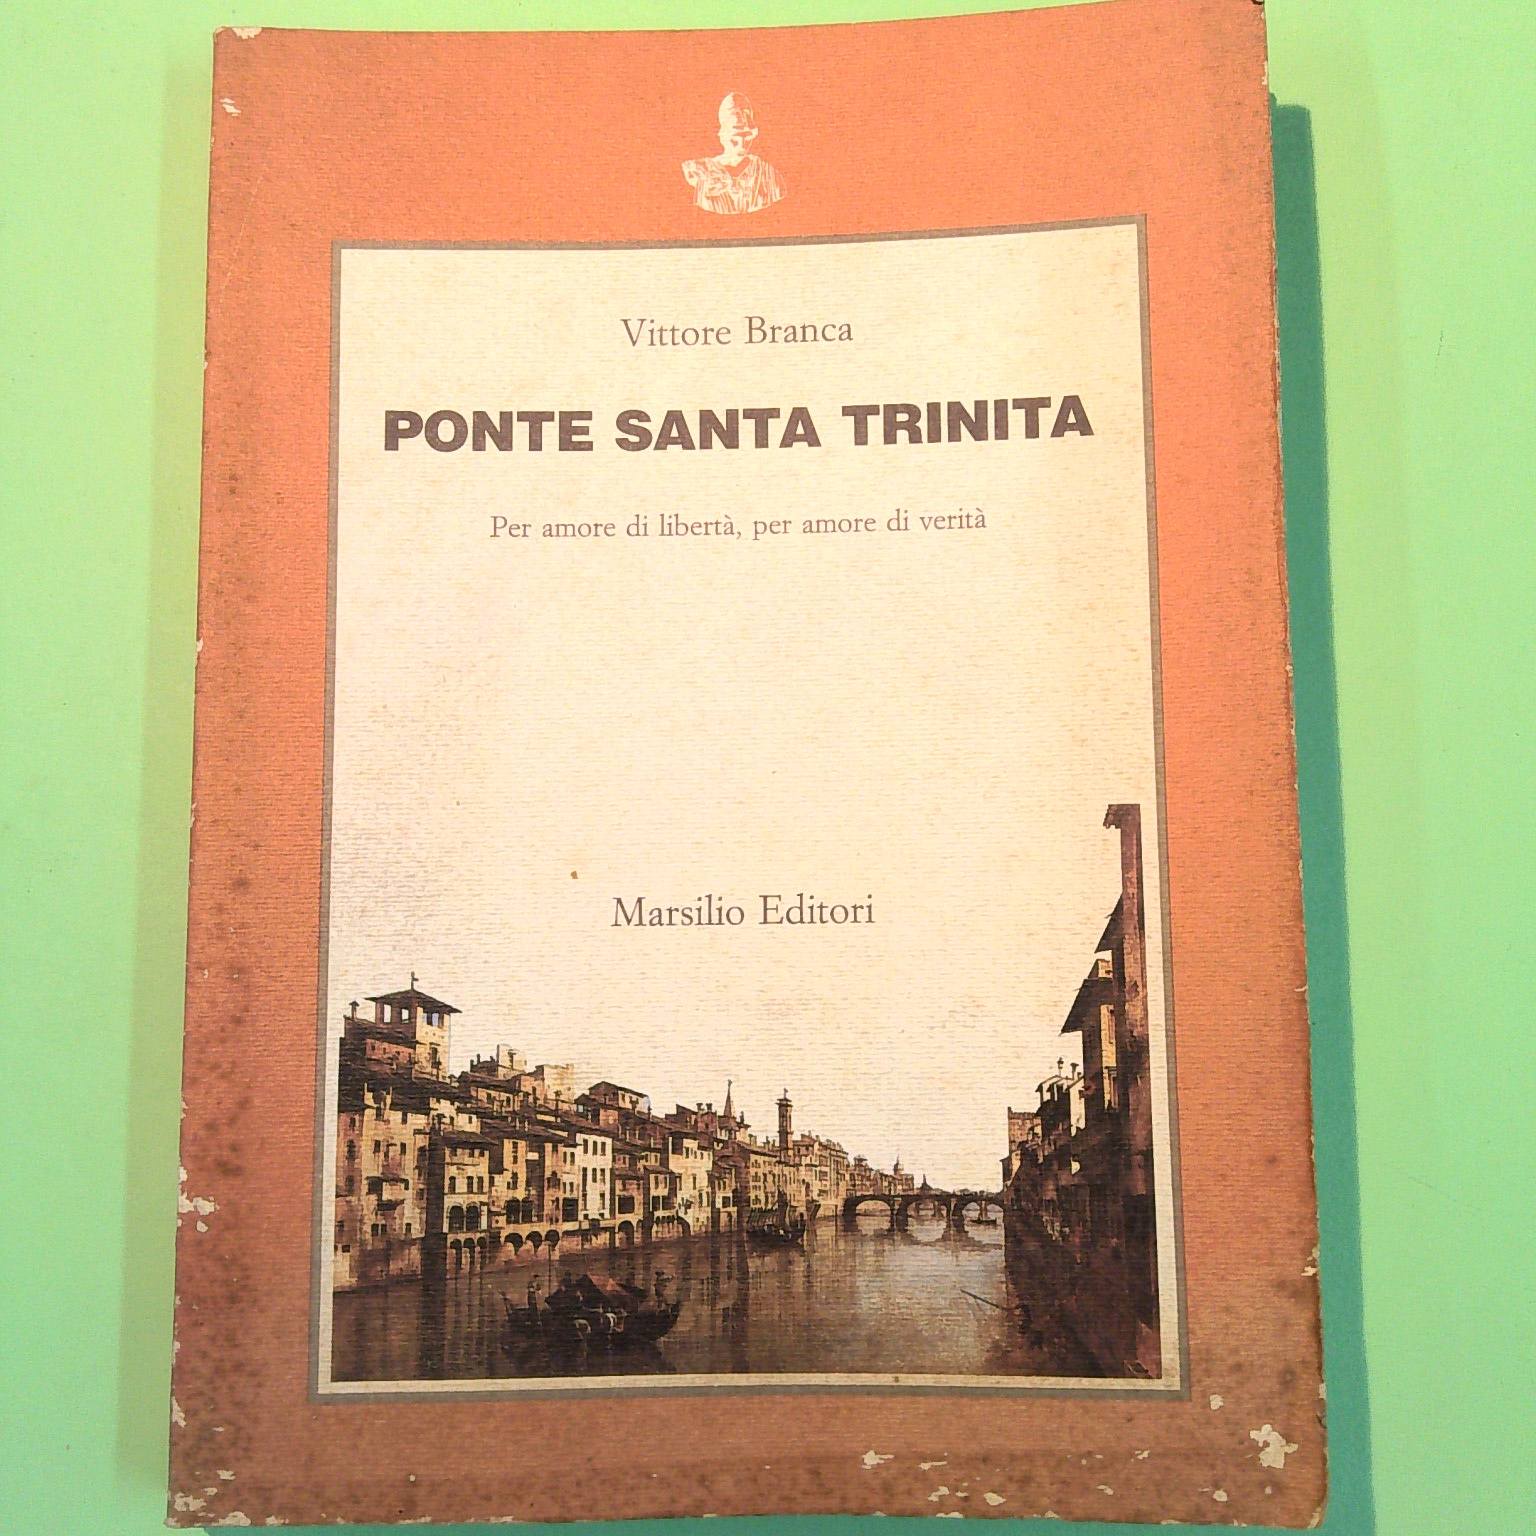 Vittore Branca
PONTE SANTA TRINITA
Per amore di libertà, per amore di verità
Marsilio Editori